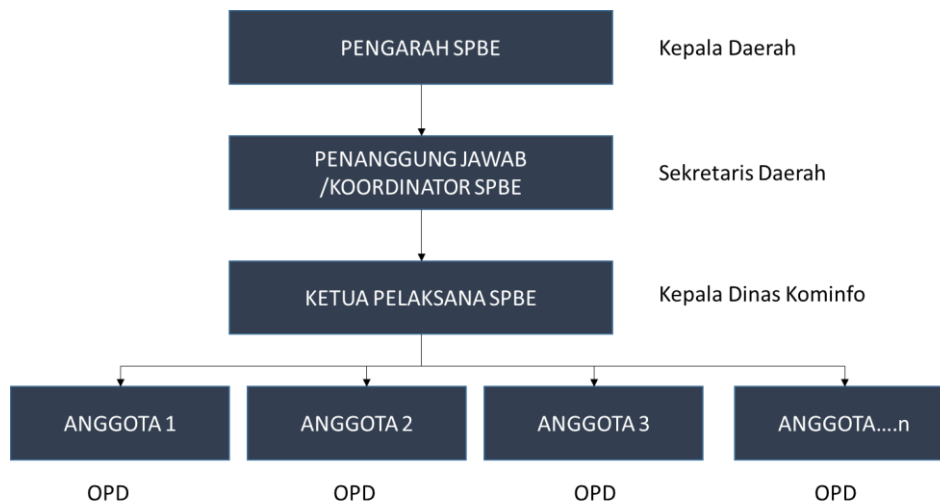 PENGARAH SPBE
Kepala Daerah
PENANGGUNG JAWAB
/KOORDINATOR SPBE
Sekretaris Daerah
KETUA PELAKSANA SPBE
Kepala Dinas Kominfo
ANGGOTA 1
ANGGOTA 2
ANGGOTA 3
ANGGOTA....n
OPD
OPD
OPD
OPD